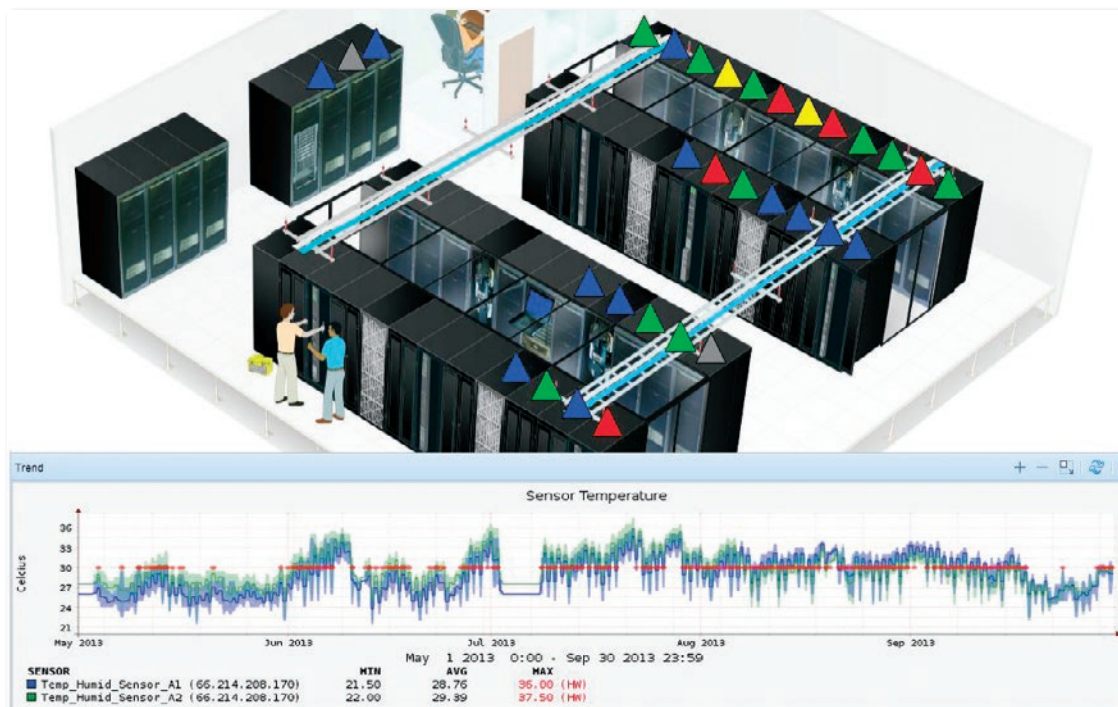 Trend
Sensor Temperature
Celcius
36
33
30
27
24
21
May 2013
Jun 2013
Jul 2013
Aug 2013
Sep 2013
May 1 2013 0:00 - Sep 30 2013 23:59
SENSOR MIN AVG MAX
Temp_Humid_Sensor_A1 (66.214.208.170) 21.50 28.76 36.00 (HW)
Temp_Humid_Sensor_A2 (66.214.208.170) 22.00 29.39 37.50 (HW)